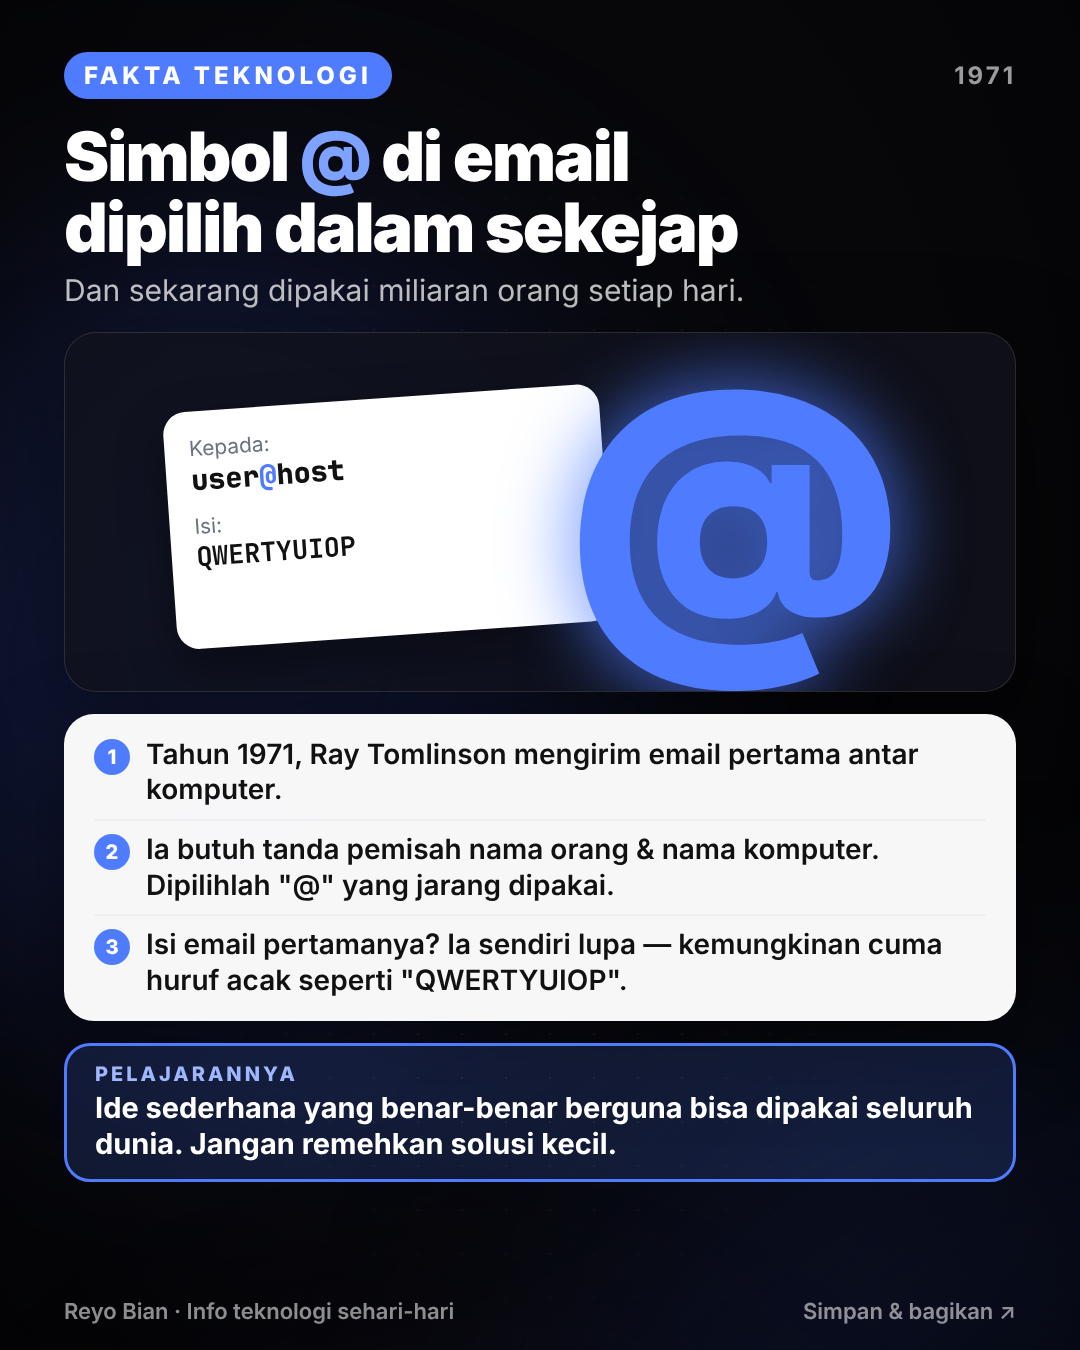 FAKTA TEKNOLOGI
1971
Simbol @ di email
dipilih dalam sekejap
Dan sekarang dipakai miliaran orang setiap hari.
Kepada:
user@host
Isi:
QWERTYUIOP
@
1 Tahun 1971, Ray Tomlinson mengirim email pertama antar
komputer.
2 Ia butuh tanda pemisah nama orang & nama komputer.
Dipilihlah "@" yang jarang dipakai.
3 Isi email pertamanya? Ia sendiri lupa — kemungkinan cuma
huruf acak seperti "QWERTYUIOP".
PELAJARANNYA
Ide sederhana yang benar-benar berguna bisa dipakai seluruh
dunia. Jangan remehkan solusi kecil.
Reyo Bian · Info teknologi sehari-hari
Simpan & bagikan ↗